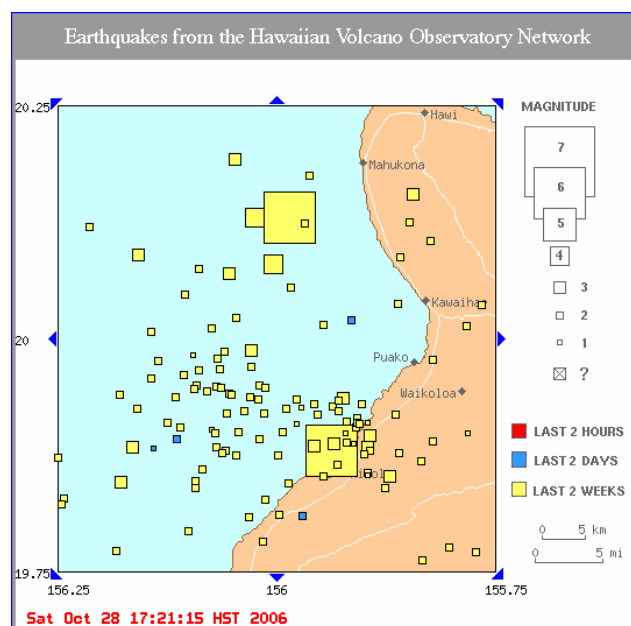 Earthquakes from the Hawaiian Volcano Observatory Network
20.25
20
19.75
156.25
156
155.75
Hawi
Mahukona
Kawaiha
Puako
Waikoloa
MAGNITUDE
7
6
5
4
3
2
1
?
LAST 2 HOURS
LAST 2 DAYS
LAST 2 WEEKS
0 5 km
0 5 mi
Sat Oct 28 17:21:15 HST 2006